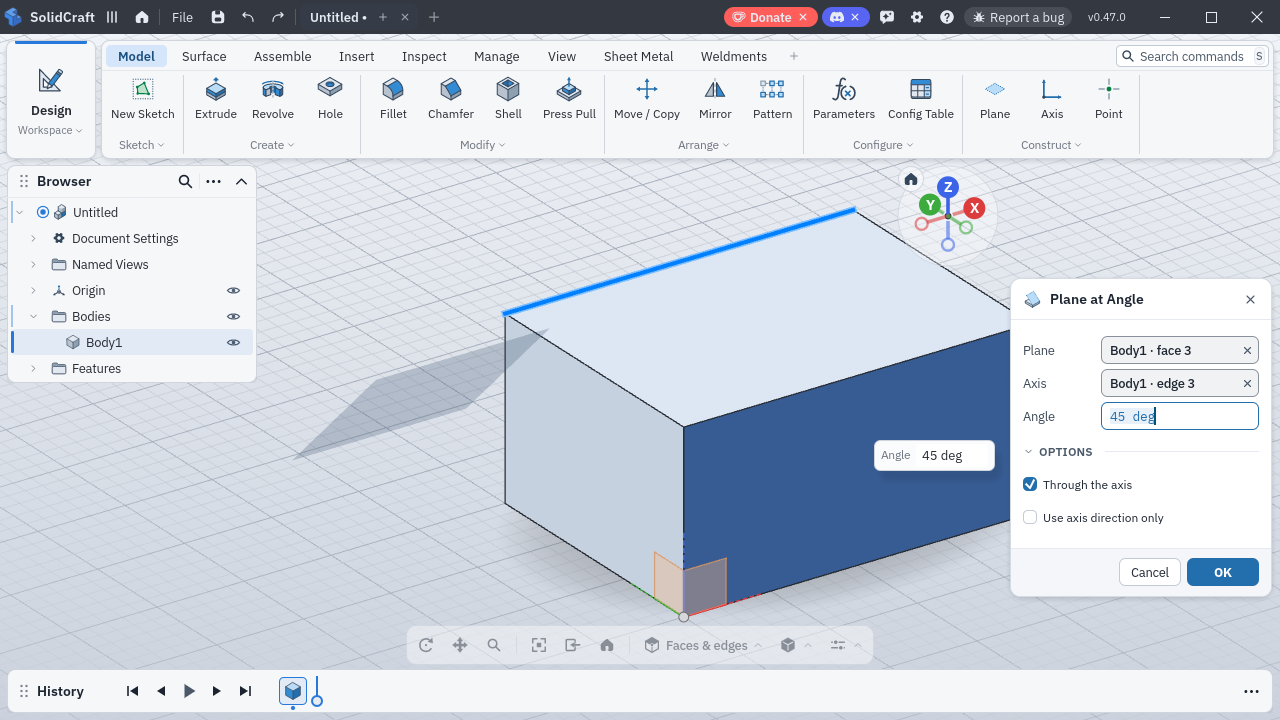 SolidCraft
File
Untitled •
Donate
Report a bug
v0.47.0
Design
Workspace
Model
Surface
Assemble
Insert
Inspect
Manage
View
Sheet Metal
Weldments
Search commands
S
New Sketch
Extrude
Revolve
Hole
Fillet
Chamfer
Shell
Press Pull
Move / Copy
Mirror
Pattern
Parameters
Config Table
Plane
Axis
Point
Sketch
Create
Modify
Arrange
Configure
Construct
Browser
Untitled
Document Settings
Named Views
Origin
Bodies
Body1
Features
Z
Y
X
Plane at Angle
Plane
Body1 · face 3
Axis
Body1 · edge 3
Angle
45 deg
OPTIONS
Through the axis
Use axis direction only
Cancel
OK
Angle
45 deg
Faces & edges
History